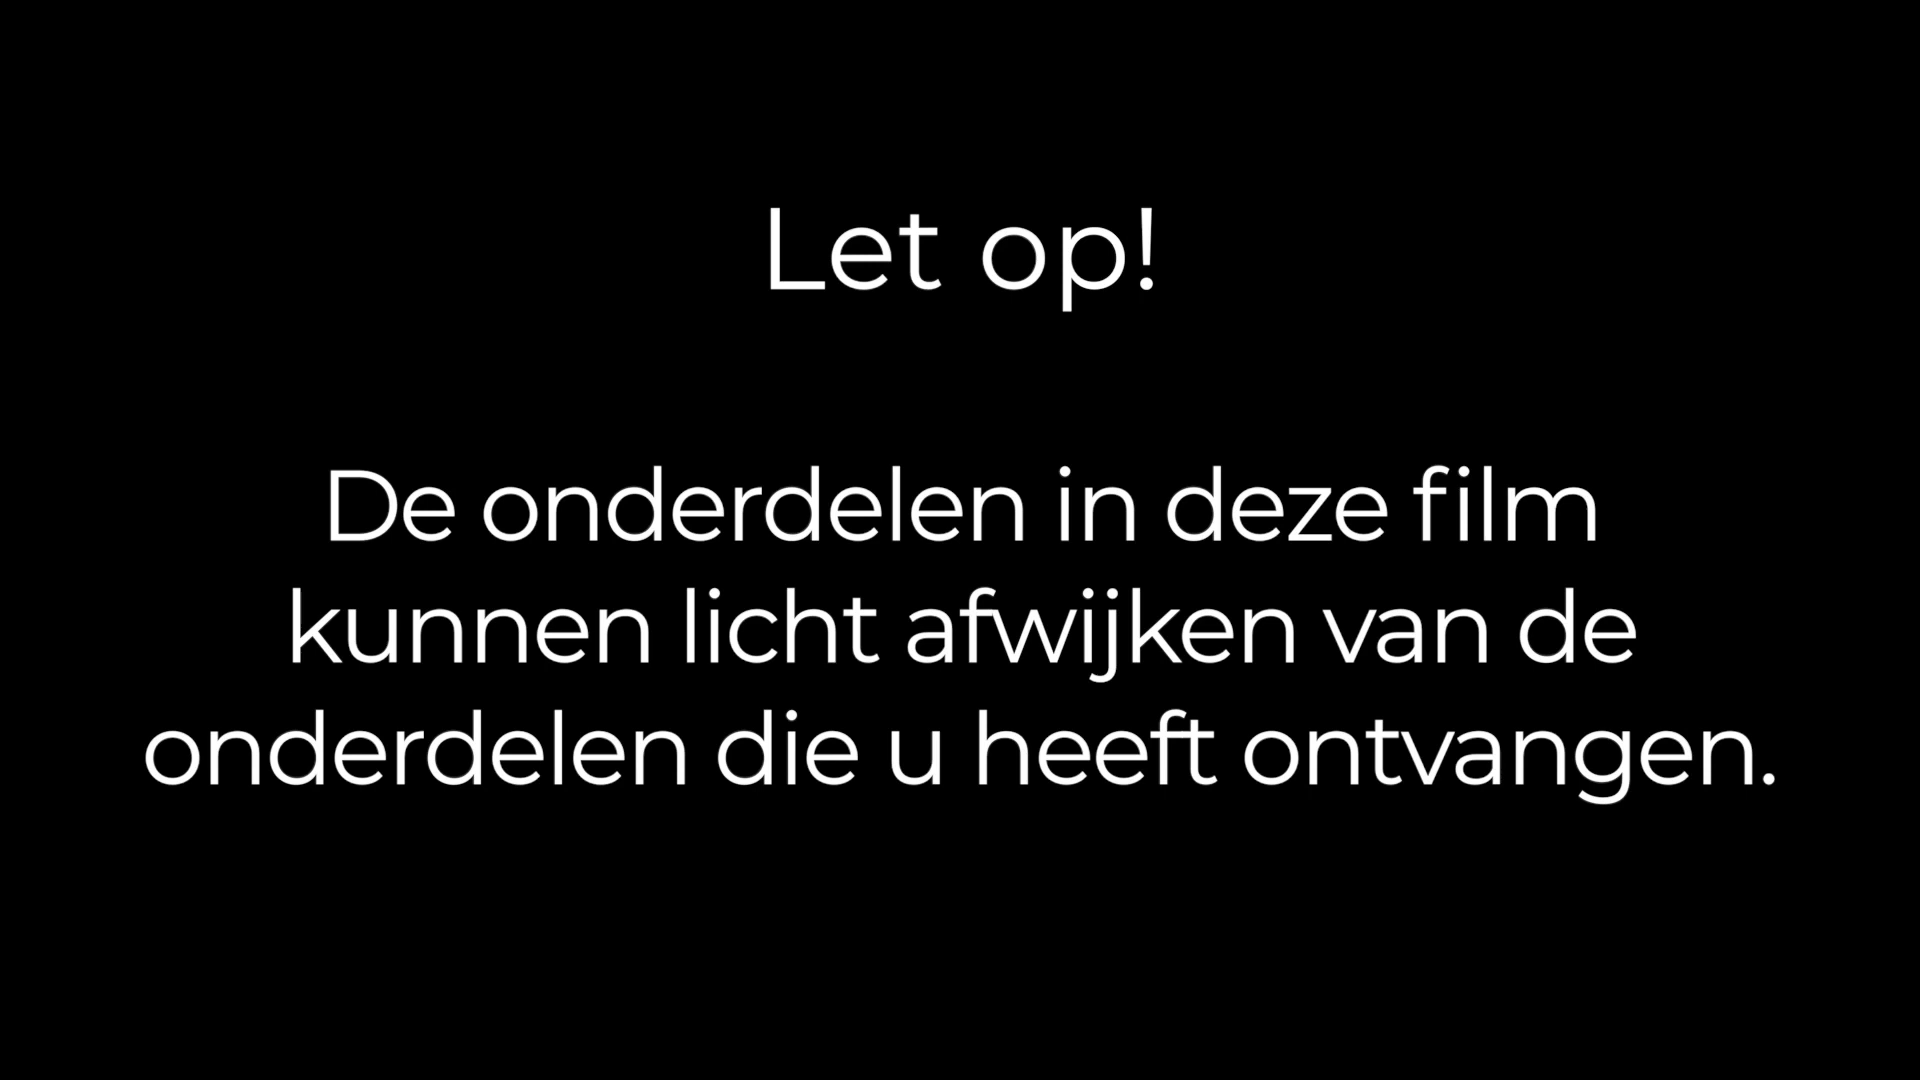 Let op!
De onderdelen in deze film
kunnen licht afwijken van de
onderdelen die u heeft ontvangen.